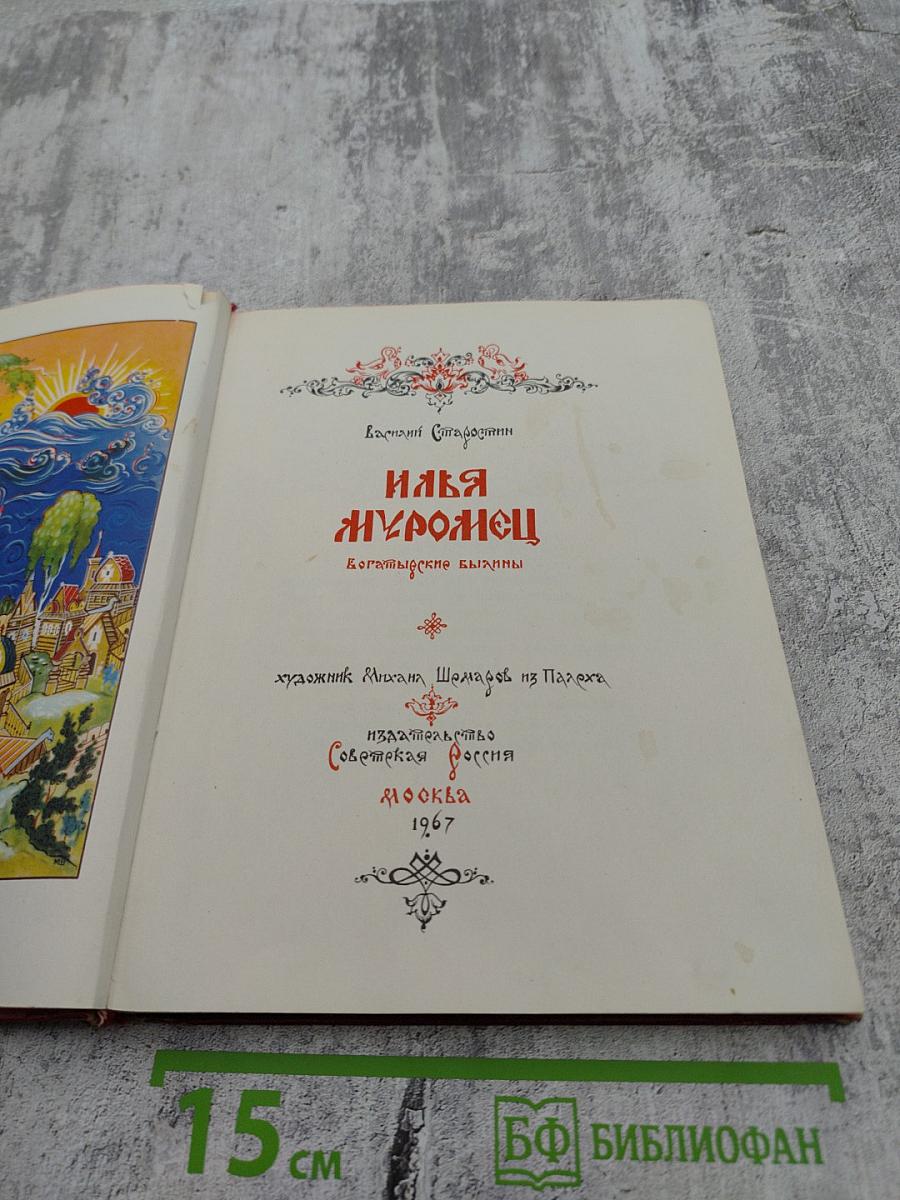 Василий Старостин
ИЛЬЯ
МУРОМЕЦ
Богатырские былины
художник Михаил Шемаров из Палеха
издательство
Советская Россия
МОСКВА
1967
15 см
БФ БИБЛИОФАН